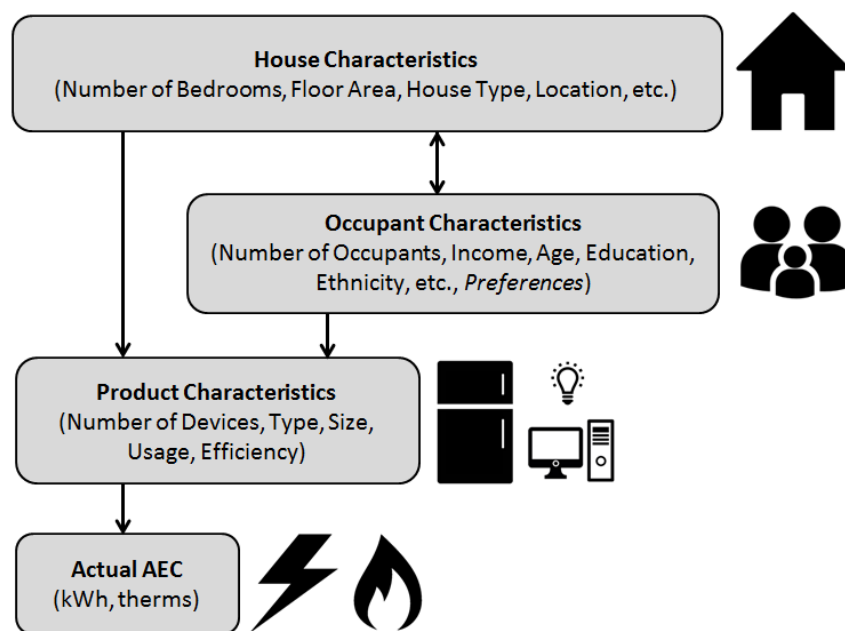 House Characteristics
(Number of Bedrooms, Floor Area, House Type, Location, etc.)
Occupant Characteristics
(Number of Occupants, Income, Age, Education,
Ethnicity, etc., Preferences)
Product Characteristics
(Number of Devices, Type, Size,
Usage, Efficiency)
Actual AEC
(kWh, therms)